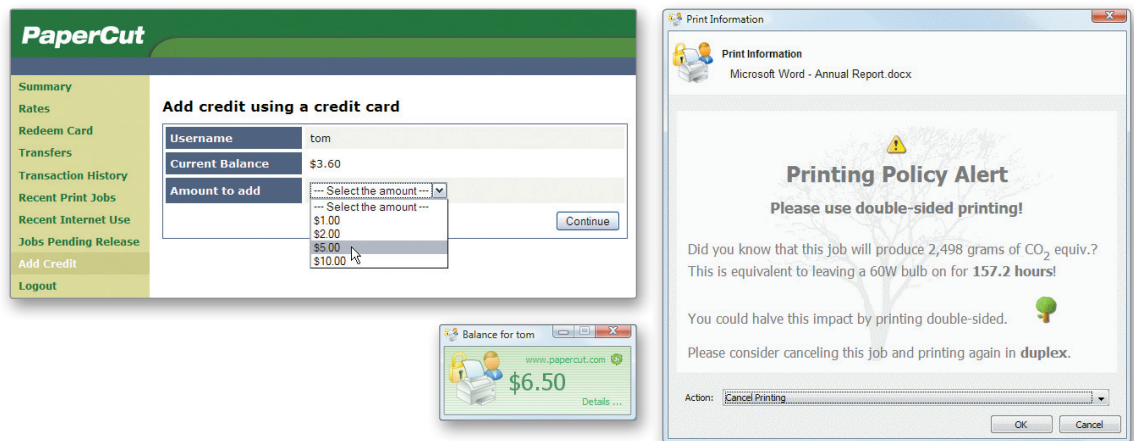 PaperCut
Summary
Rates
Redeem Card
Transfers
Transaction History
Recent Print Jobs
Recent Internet Use
Jobs Pending Release
Add Credit
Logout
Add credit using a credit card
Username tom
Current Balance $3.60
Amount to add --- Select the amount ---
--- Select the amount ---
$1.00
$2.00
$5.00
$10.00
Continue
Balance for tom
www.papercut.com
$6.50
Details ...
Print Information
Print Information
Microsoft Word - Annual Report.docx
Printing Policy Alert
Please use double-sided printing!
Did you know that this job will produce 2,498 grams of CO2 equiv.?
This is equivalent to leaving a 60W bulb on for 157.2 hours!
You could halve this impact by printing double-sided.
Please consider canceling this job and printing again in duplex.
Action: Cancel Printing
OK Cancel